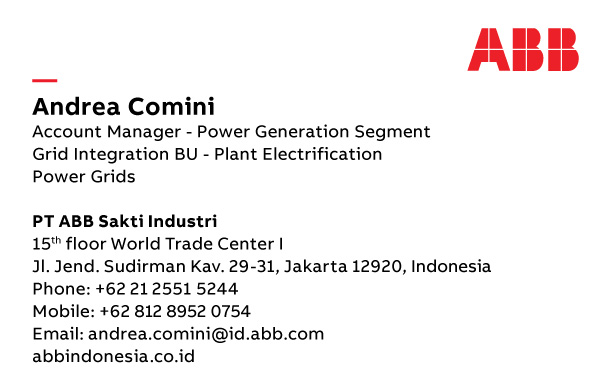 ABB
Andrea Comini
Account Manager - Power Generation Segment
Grid Integration BU - Plant Electrification
Power Grids
PT ABB Sakti Industri
15th floor World Trade Center I
Jl. Jend. Sudirman Kav. 29-31, Jakarta 12920, Indonesia
Phone: +62 21 2551 5244
Mobile: +62 812 8952 0754
Email: andrea.comini@id.abb.com
abbindonesia.co.id